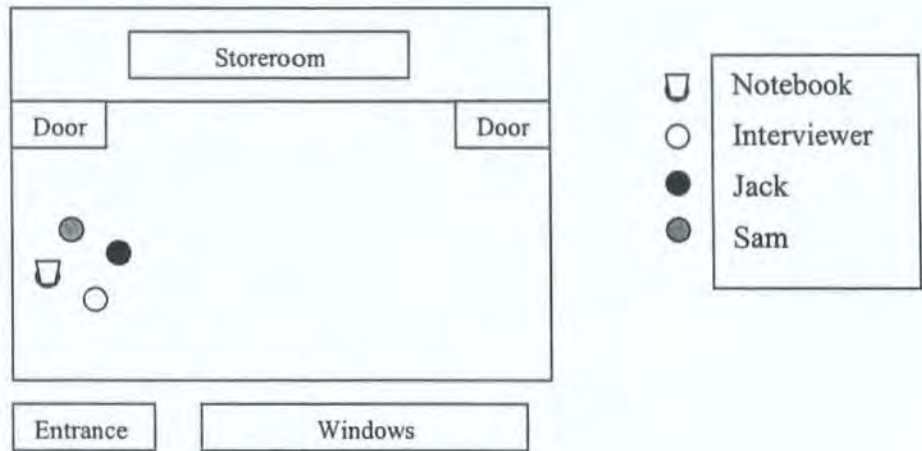 Storeroom
Door
Door
Entrance
Windows
Notebook
Interviewer
Jack
Sam